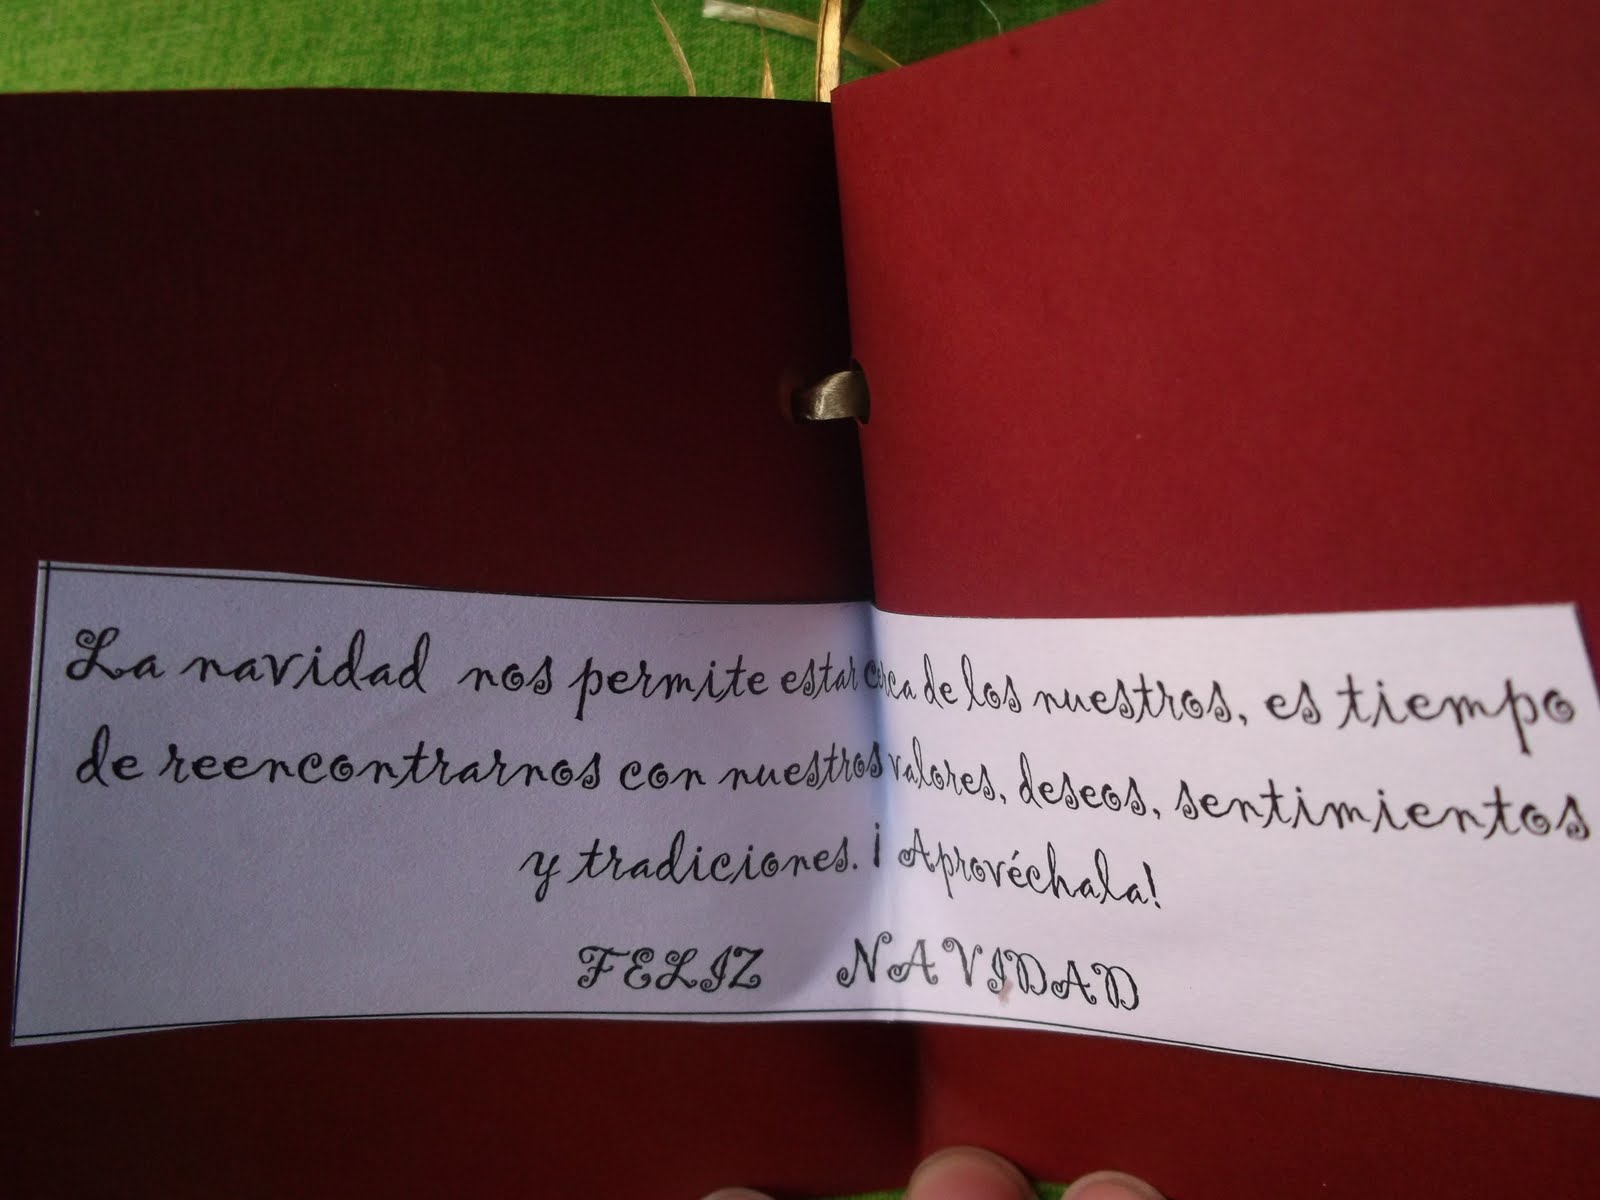 La navidad nos permite estar cerca de los nuestros, es tiempo
de reencontrarnos con nuestros valores, deseos, sentimientos
y tradiciones. ¡ Aprovéchala!
FELIZ NAVIDAD